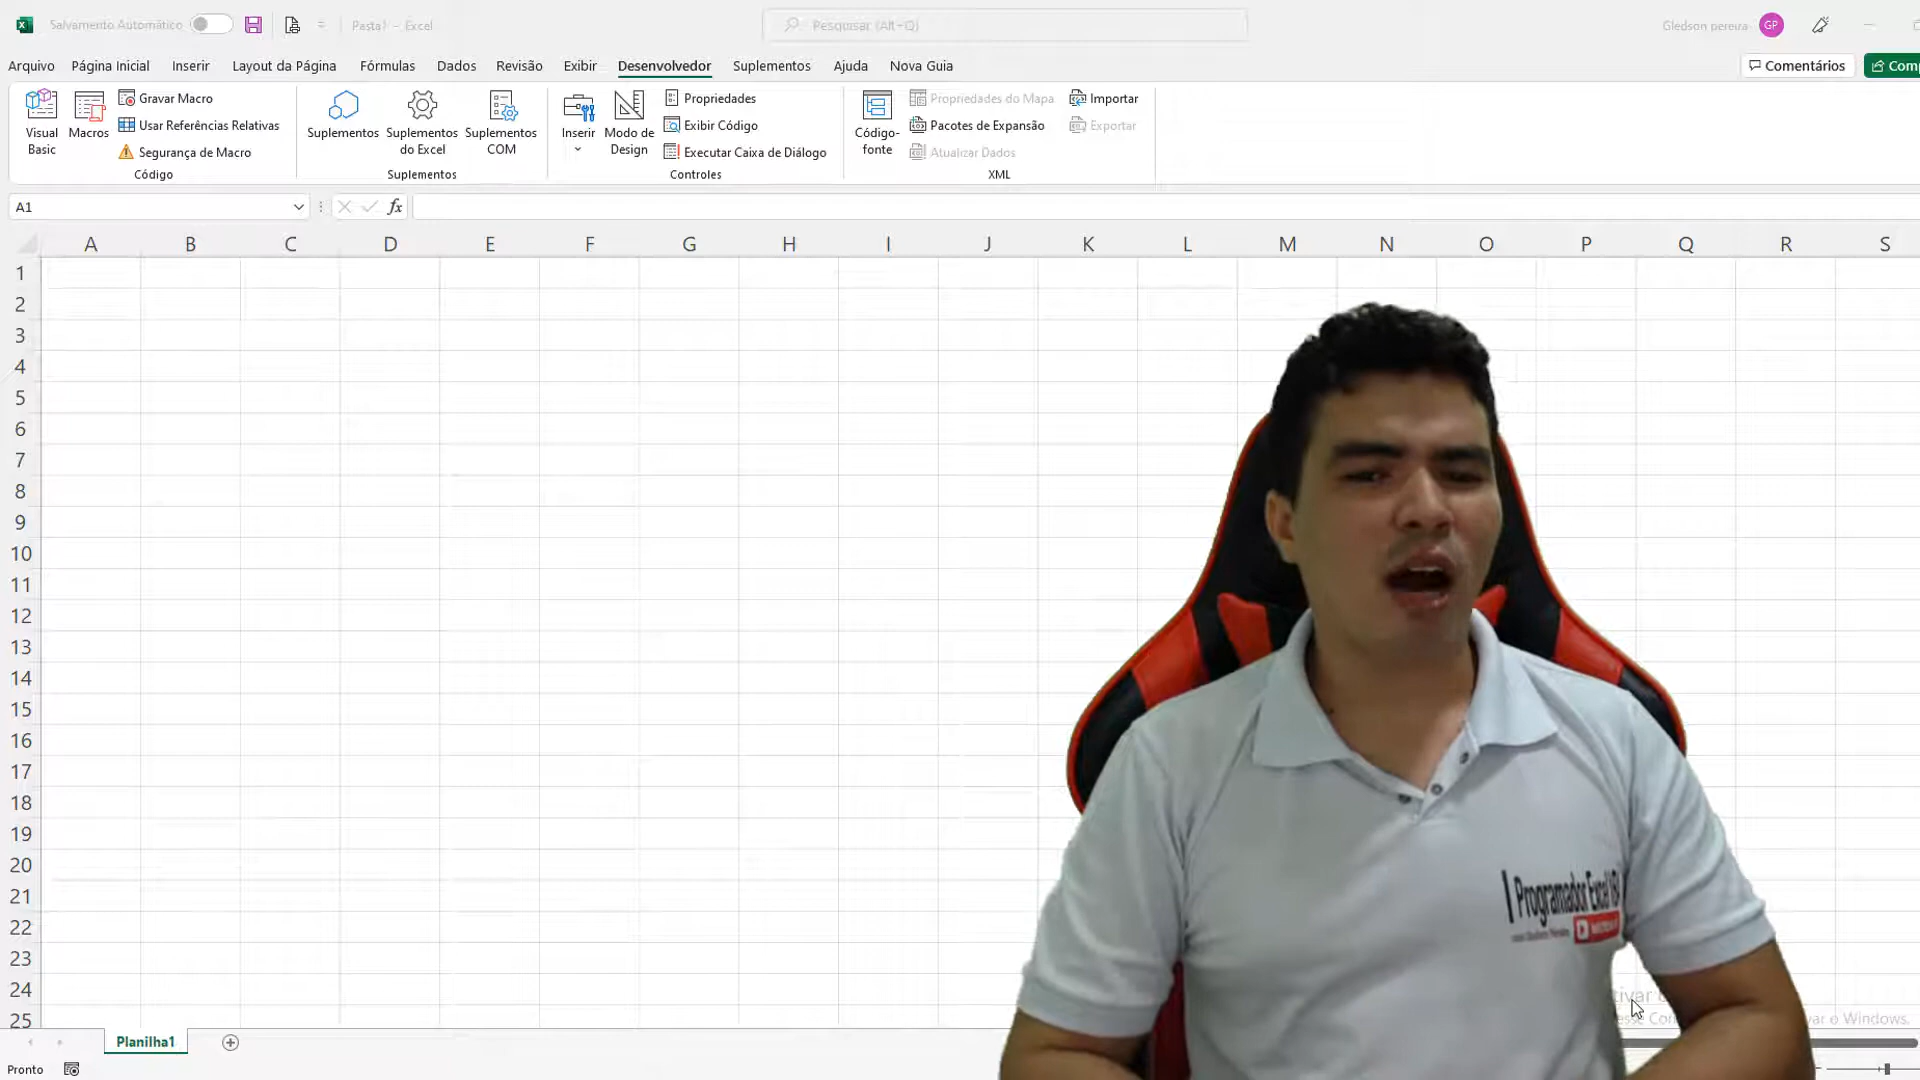 Salvamento Automático
Pasta1 - Excel
Pesquisar (Alt+Q)
Gledson pereira
GP
Arquivo
Página Inicial
Inserir
Layout da Página
Fórmulas
Dados
Revisão
Exibir
Desenvolvedor
Suplementos
Ajuda
Nova Guia
Comentários
Comp
Visual
Basic
Macros
Gravar Macro
Usar Referências Relativas
Segurança de Macro
Código
Suplementos
Suplementos
do Excel
Suplementos
COM
Suplementos
Inserir
Modo de
Design
Propriedades
Exibir Código
Executar Caixa de Diálogo
Controles
Código-
fonte
Propriedades do Mapa
Pacotes de Expansão
Atualizar Dados
Importar
Exportar
XML
A1
fx
A B C D E F G H I J K L M N O P Q R S
1
2
3
4
5
6
7
8
9
10
11
12
13
14
15
16
17
18
19
20
21
22
23
24
25
Programador Excel
o Windows.
Planilha1
Pronto